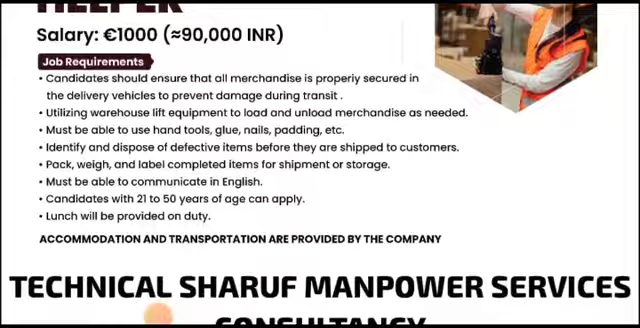 HELPER
Salary: €1000 (≈90,000 INR)
Job Requirements
• Candidates should ensure that all merchandise is properly secured in
the delivery vehicles to prevent damage during transit .
• Utilizing warehouse lift equipment to load and unload merchandise as needed.
• Must be able to use hand tools, glue, nails, padding, etc.
• Identify and dispose of defective items before they are shipped to customers.
• Pack, weigh, and label completed items for shipment or storage.
• Must be able to communicate in English.
• Candidates with 21 to 50 years of age can apply.
• Lunch will be provided on duty.
ACCOMMODATION AND TRANSPORTATION ARE PROVIDED BY THE COMPANY
TECHNICAL SHARUF MANPOWER SERVICES
CONSULTANCY